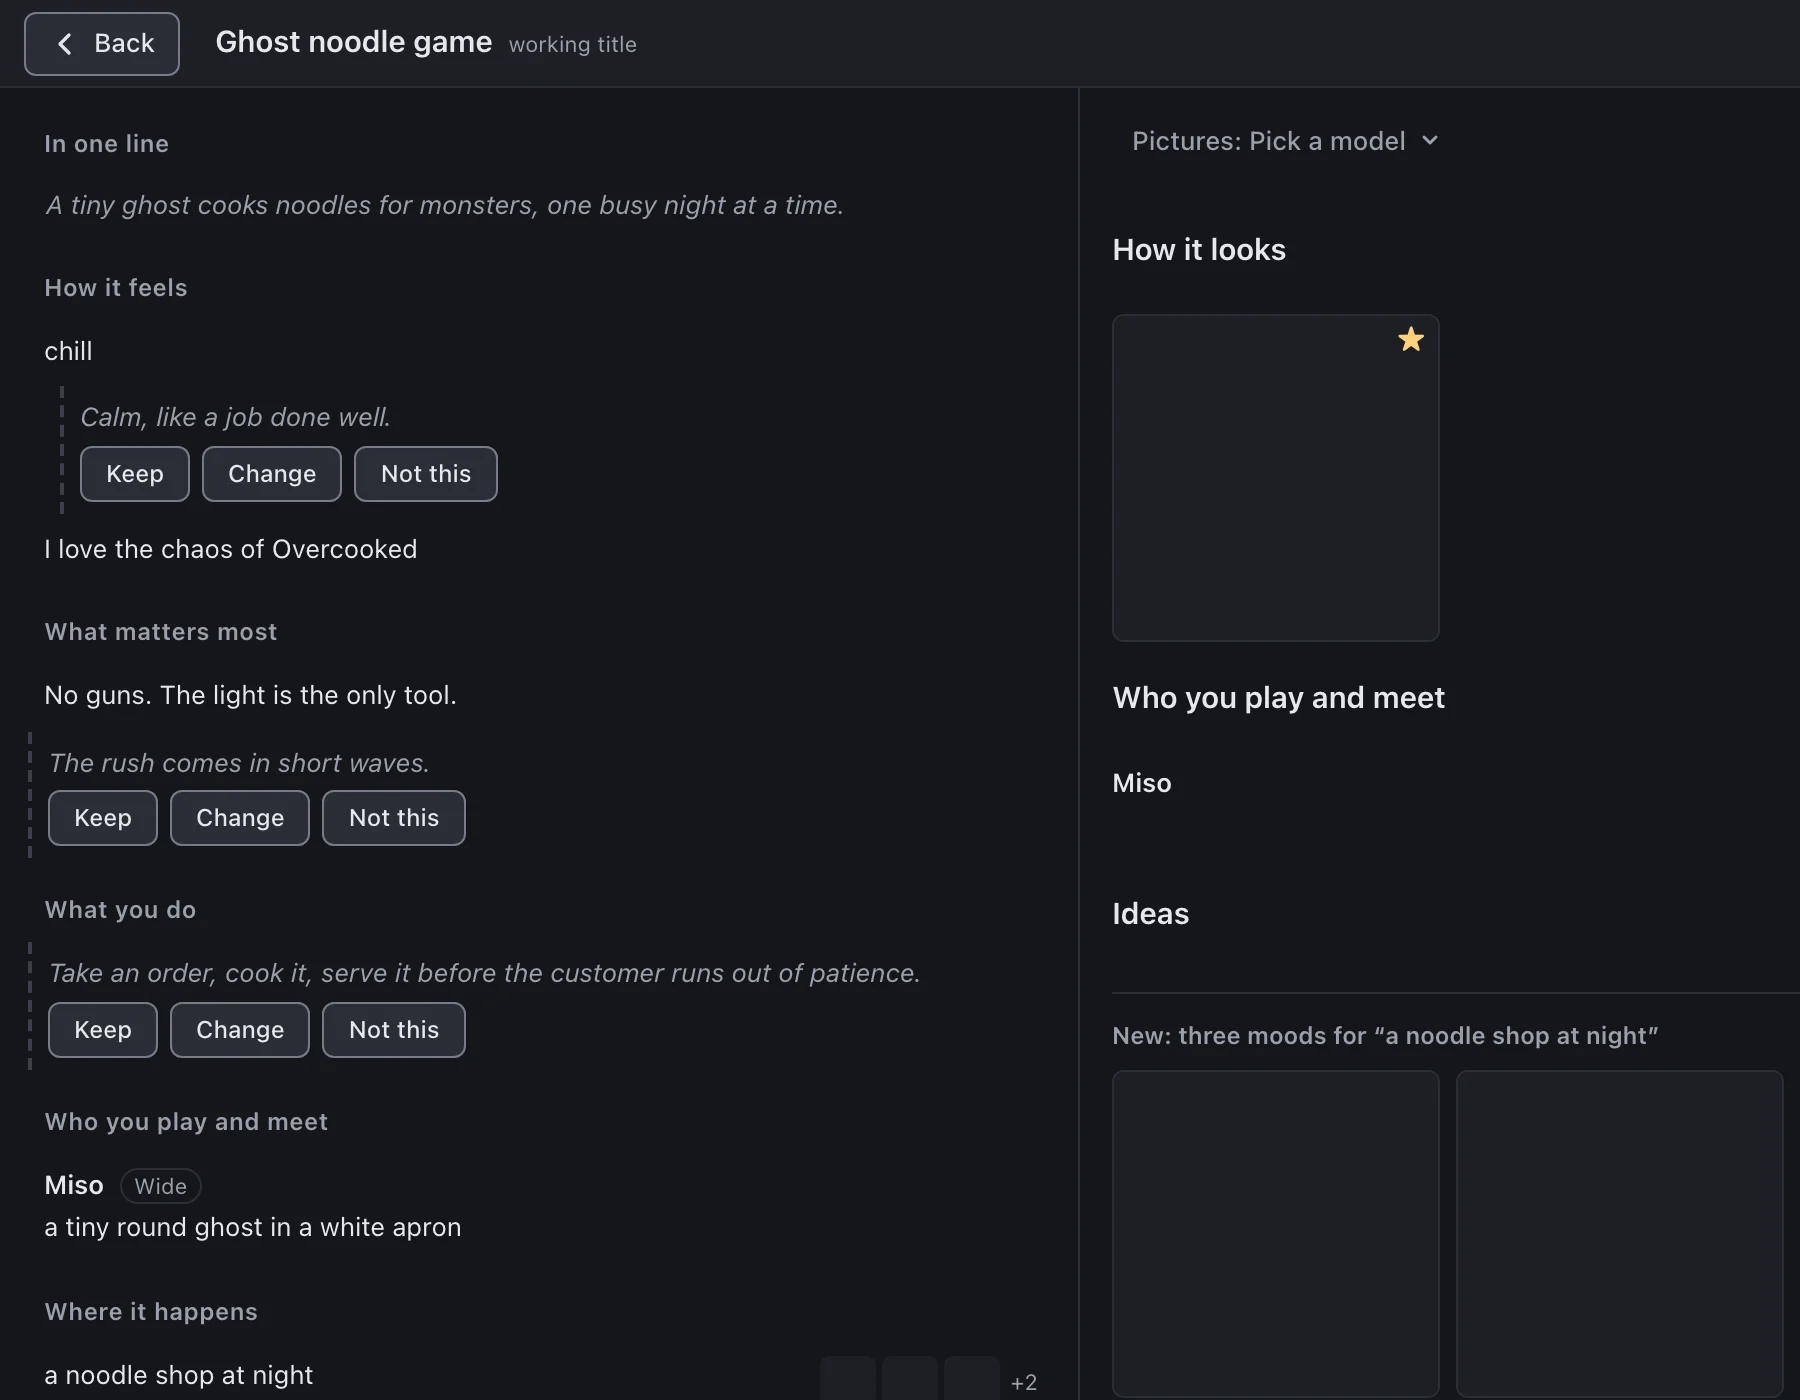 Back
Ghost noodle game working title
In one line
A tiny ghost cooks noodles for monsters, one busy night at a time.
How it feels
chill
Calm, like a job done well.
Keep Change Not this
I love the chaos of Overcooked
What matters most
No guns. The light is the only tool.
The rush comes in short waves.
Keep Change Not this
What you do
Take an order, cook it, serve it before the customer runs out of patience.
Keep Change Not this
Who you play and meet
Miso Wide
a tiny round ghost in a white apron
Where it happens
a noodle shop at night
+2
Pictures: Pick a model
How it looks
Who you play and meet
Miso
Ideas
New: three moods for “a noodle shop at night”